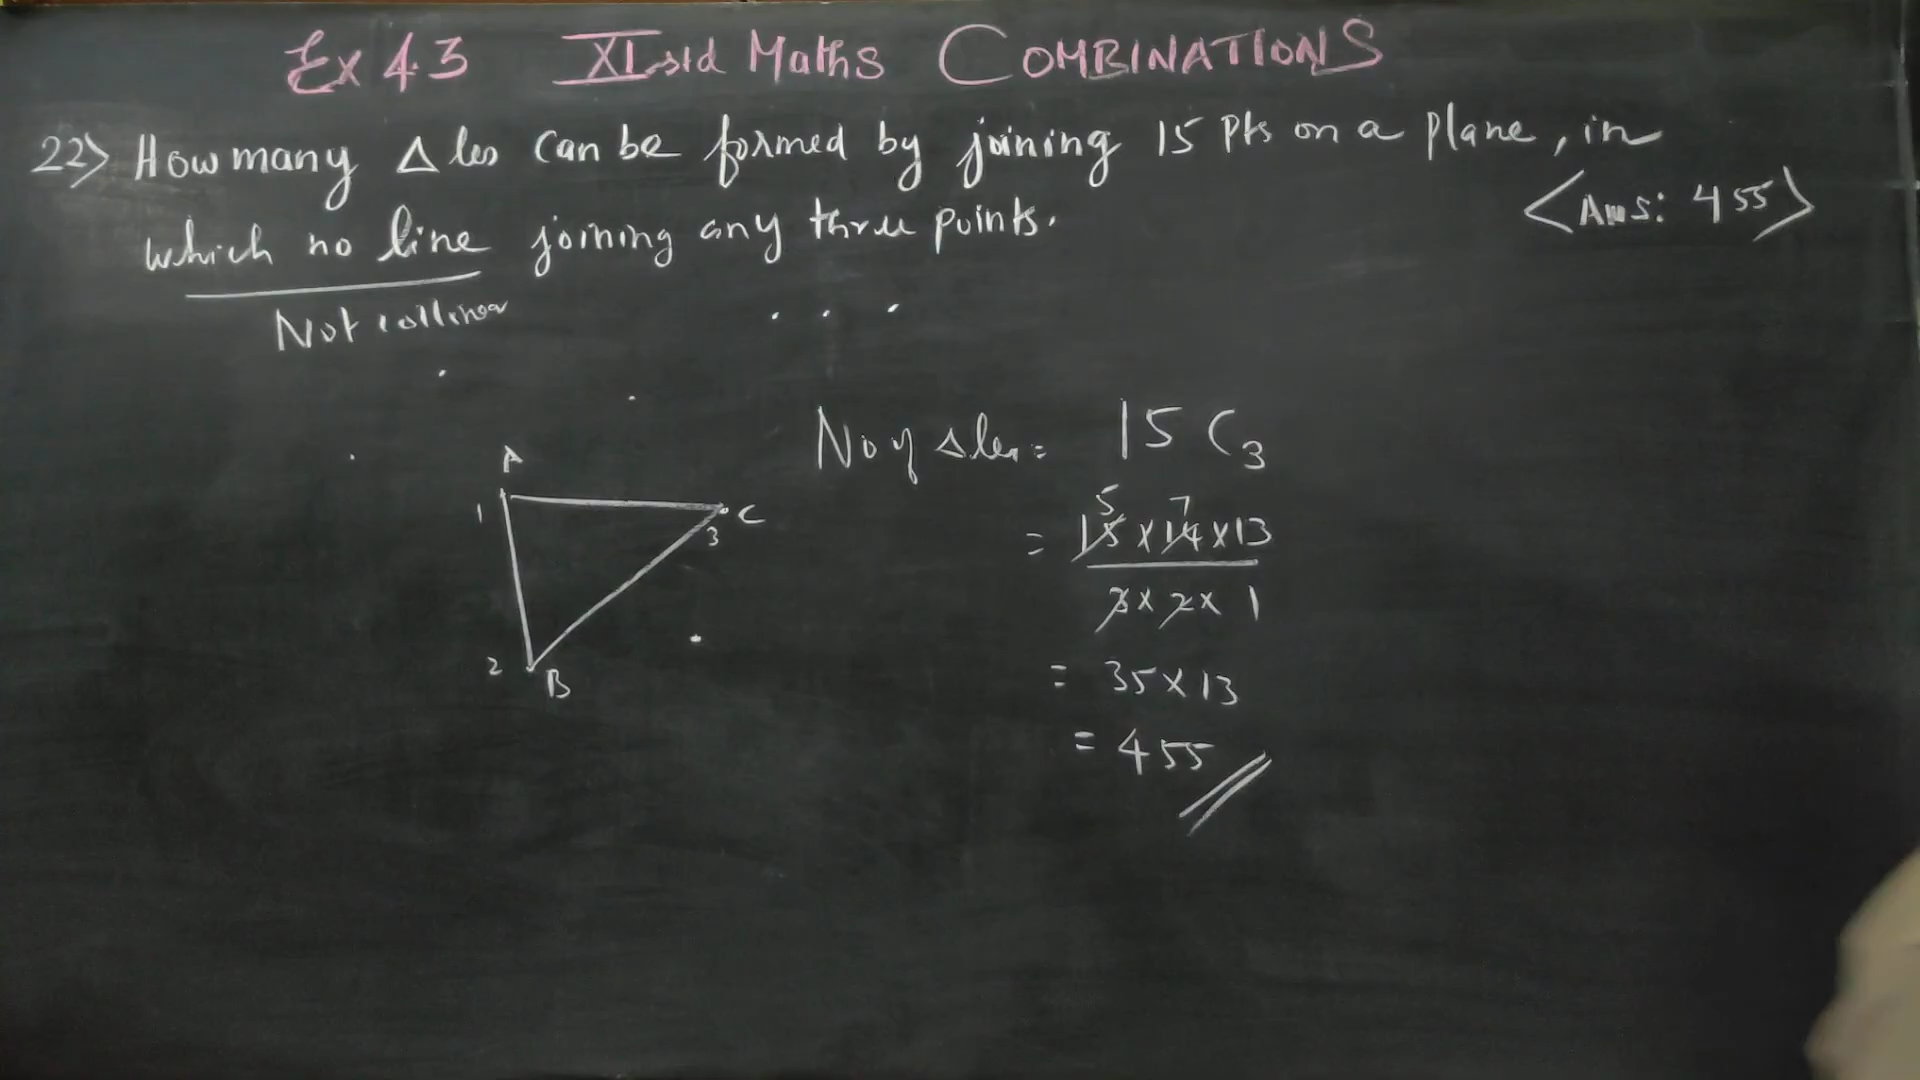 Ex 4.3 XI std Maths COMBINATIONS
22> How many Δles can be formed by joining 15 Pts on a plane, in
which no line joining any three points.
<Ans: 455>
Not collinear
A
1
C
3
2
B
No of Δles = 15 C3
5 7
= 15 x 14 x 13
3 x 2 x 1
= 35 x 13
= 455